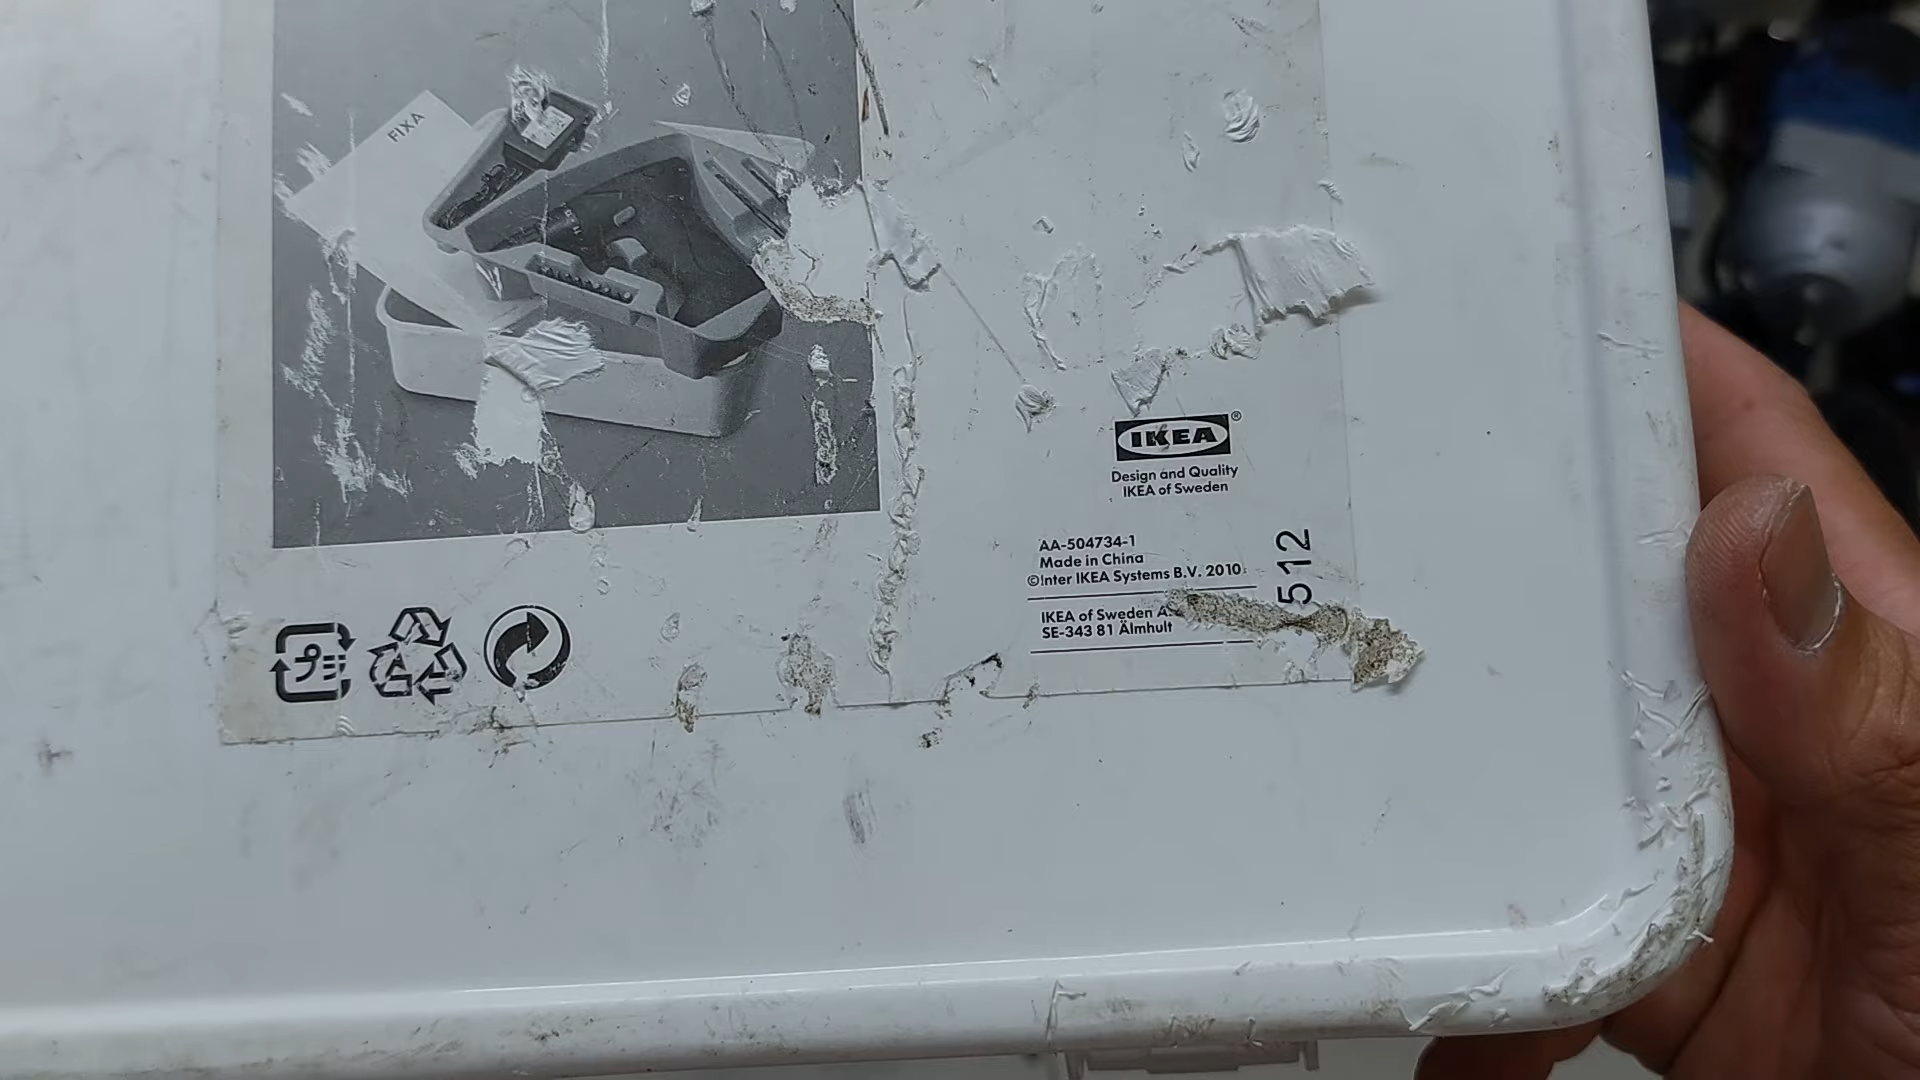 FIXA
IKEA®
Design and Quality
IKEA of Sweden
AA-504734-1
Made in China
©Inter IKEA Systems B.V. 2010
512
IKEA of Sweden
SE-343 81 Älmhult